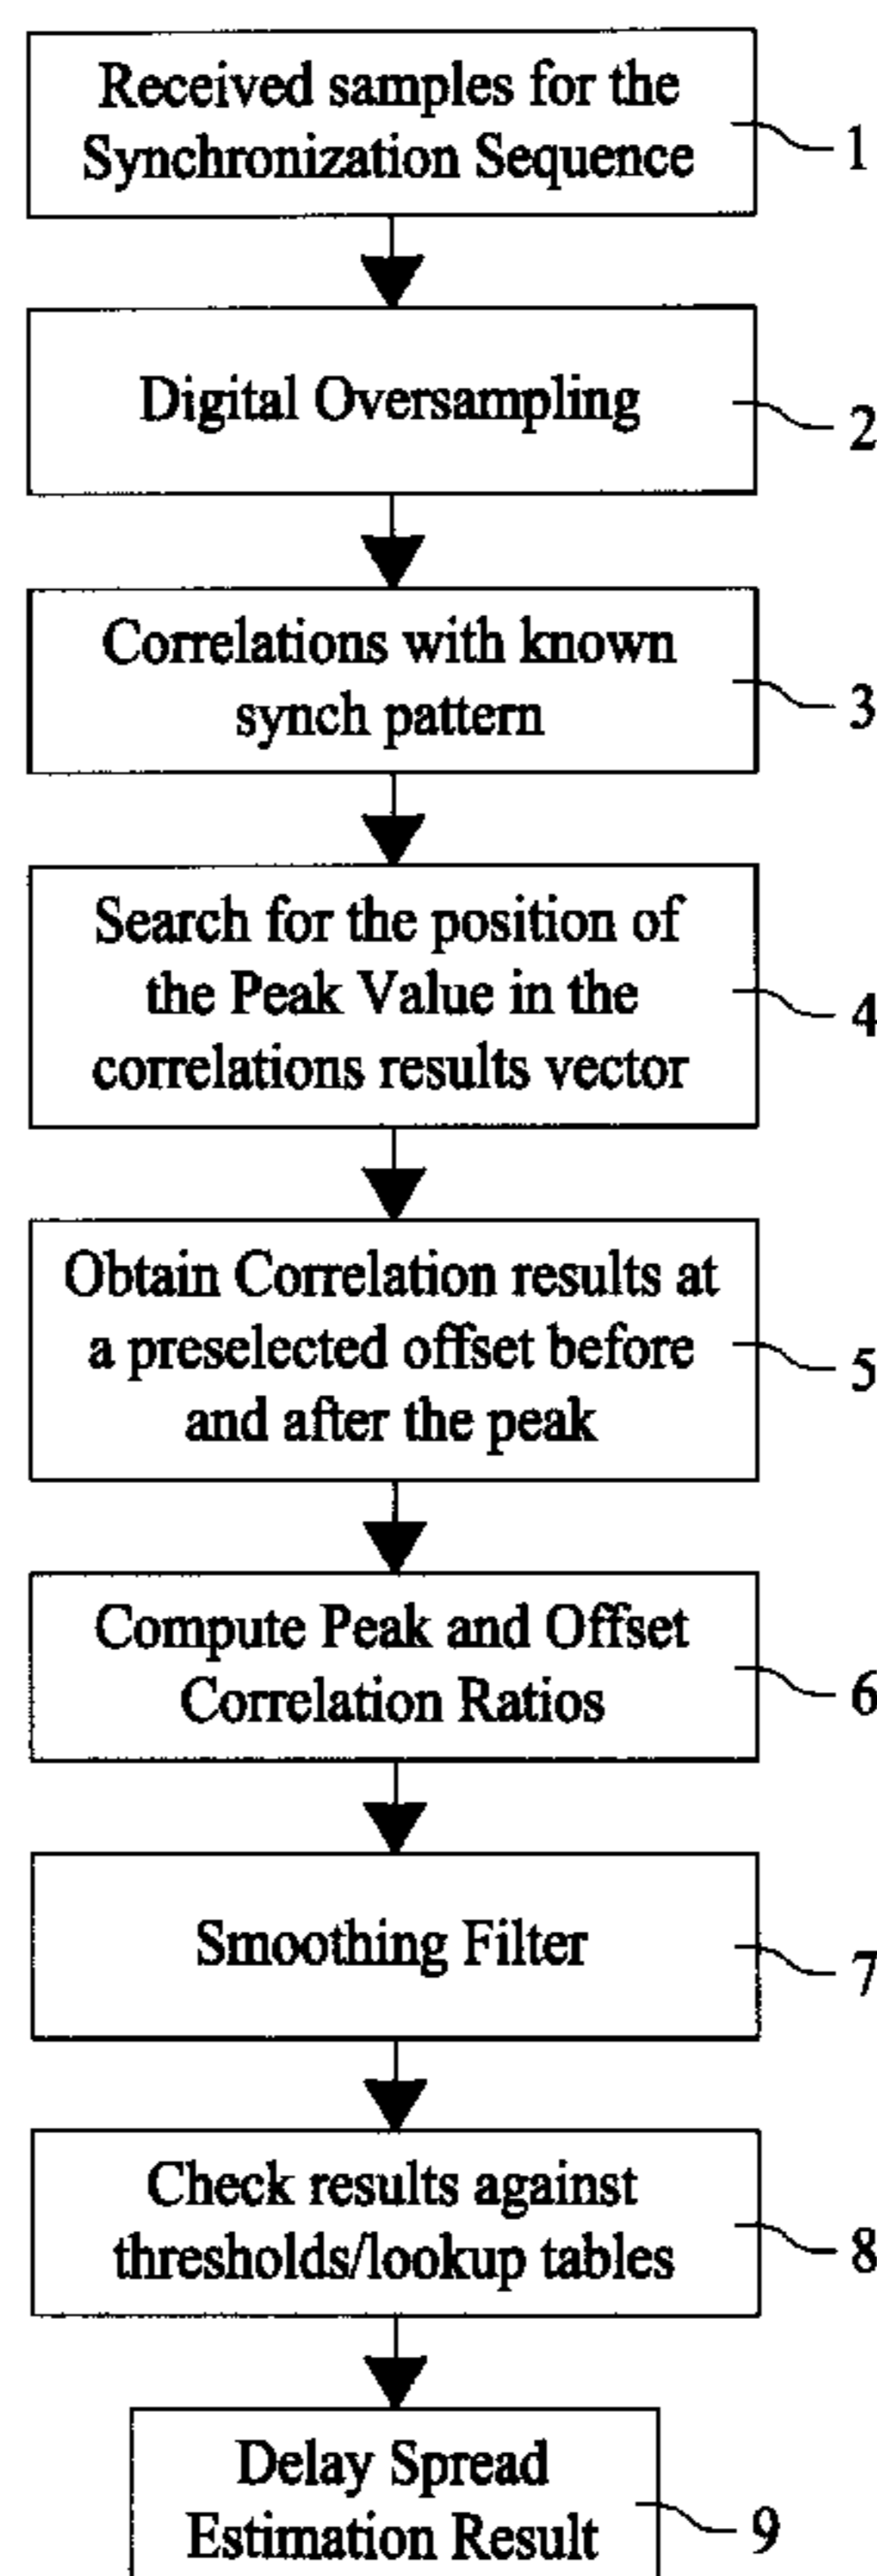 Received samples for the
Synchronization Sequence
1
Digital Oversampling
2
Correlations with known
synch pattern
3
Search for the position of
the Peak Value in the
correlations results vector
4
Obtain Correlation results at
a preselected offset before
and after the peak
5
Compute Peak and Offset
Correlation Ratios
6
Smoothing Filter
7
Check results against
thresholds/lookup tables
8
Delay Spread
Estimation Result
9